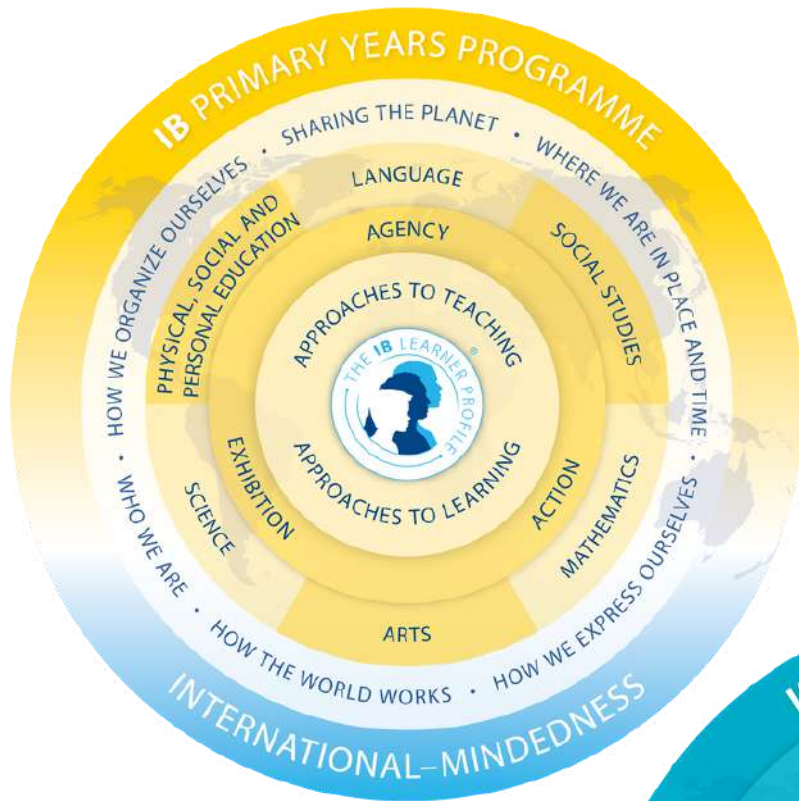 IB PRIMARY YEARS PROGRAMME
SHARING THE PLANET • WHERE WE ARE IN PLACE AND TIME • HOW WE EXPRESS OURSELVES • HOW THE WORLD WORKS • WHO WE ARE • HOW WE ORGANIZE OURSELVES •
LANGUAGE
SOCIAL STUDIES
MATHEMATICS
ARTS
SCIENCE
PHYSICAL, SOCIAL AND
PERSONAL EDUCATION
AGENCY
ACTION
EXHIBITION
APPROACHES TO TEACHING
THE IB LEARNER PROFILE®
APPROACHES TO LEARNING
INTERNATIONAL–MINDEDNESS